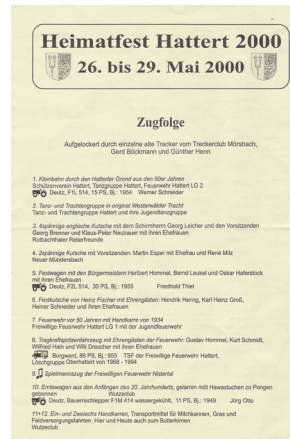 Heimatfest Hattert 2000
26. bis 29. Mai 2000
Zugfolge
Aufgelockert durch einzelne alte Trecker vom Treckerclub Mörsbach,
Gerd Böckmann und Günther Henn
1. Kleinbahn durch den Hatterter Grund aus den 50er Jahren
Schützenverein Hattert, Tanzgruppe Hattert, Feuerwehr Hattert LG 2
Deutz, F1L 514, 15 PS, Bj.: 1954 Werner Schneider
2. Tanz- und Trachtengruppe in original Westerwälder Tracht
Tanz- und Trachtengruppe Hattert und ihre Jugendtanzgruppe
3. 4spännige englische Kutsche mit dem Schirmherrn Georg Leicher und den Vorsitzenden
Georg Brenner und Klaus-Peter Neubauer mit ihren Ehefrauen
Rotbachthaler Reiterfreunde
4. 2spännige Kutsche mit Vorsitzenden: Martin Esper mit Ehefrau und René Mitz
Neuer Mündersbach
5. Festwagen mit den Bürgermeistern Herbert Hommel, Bernd Leukel und Oskar Haferstock
mit ihren Ehefrauen
Deutz, F2L 514, 30 PS, Bj.: 1955 Friedhold Thiel
6. Festkutsche von Heinz Fischer mit Ehrengästen: Hendrik Hering, Karl Heinz Groß,
Heiner Schneider und ihren Ehefrauen
7. Feuerwehr vor 50 Jahren mit Handkarre von 1934
Freiwillige Feuerwehr Hattert LG 1 mit der Jugendfeuerwehr
8. Tragkraftspritzenfahrzeug mit Ehrengästen der Feuerwehr: Gustav Hommel, Kurt Schmidt,
Wilfried Hain und Willi Drescher mit ihren Ehefrauen
Borgward, 86 PS, Bj.: 955 TSF der Freiwillige Feuerwehr Hattert,
Löschgruppe Oberhattert von 1968 - 1994
9. Spielmannszug der Freiwilligen Feuerwehr Nistertal
10. Erntewagen aus den Anfängen des 20. Jahrhunderts, galarren möt Hawastuchen zo Pongen
gebonnen Wutzeclub
Deutz, Bauernschlepper F1M 414 wassergekühlt, 11 PS, Bj.: 1949 Jörg Otto
11+12. Ein- und Zweiachs Handkarren, Transportmittel für Milchkannen, Gras und
Feldversorgungsfahrten. Hier und Heute auch zum Butterkirnen
Wutzeclub